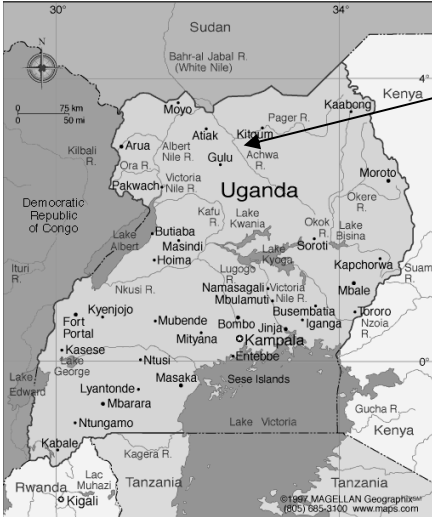 30°
34°
Sudan
Bahr-al Jabal R.
(White Nile)
N
4°
Kaabong
Kenya
0 75 km
0 50 mi
Moyo
Pager R.
Atiak
Kitgum
Kilbali
R.
Arua
Albert
Nile R.
Achwa
R.
Ora R.
Gulu
Moroto
Pakwach
Victoria
Nile R.
Uganda
Okere
R.
Democratic
Republic
of Congo
Kafu
R.
Lake
Kwania
Okok
R.
Lake
Bisina
Lake
Albert
Butiaba
Masindi
Soroti
Hoima
Lake
Kyoga
Kapchorwa
Ituri
R.
Lugogo
R.
Suam
R.
Nkusi R.
Namasagali
Victoria
Nile R.
Mbulamuti
Mbale
Kyenjojo
Busembatia
Fort
Portal
Mubende
Bombo
Jinja
Iganga
Tororo
Nzoia
R.
Mityana
Kampala
Kasese
Entebbe
0°
Lake
George
Ntusi
Lake
Edward
Masaka
Sese Islands
Lyantonde
Mbarara
Gucha R.
Ntungamo
Lake Victoria
Kenya
Kabale
Kagera R.
Rwanda
Lac
Muhazi
Tanzania
Tanzania
Kigali
©1997 MAGELLAN Geographix℠
(805) 685-3100 www.maps.com